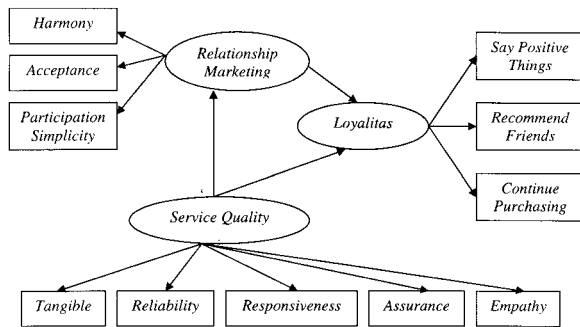 Harmony
Acceptance
Participation
Simplicity
Relationship
Marketing
Loyalitas
Say Positive
Things
Recommend
Friends
Continue
Purchasing
Service Quality
Tangible
Reliability
Responsiveness
Assurance
Empathy